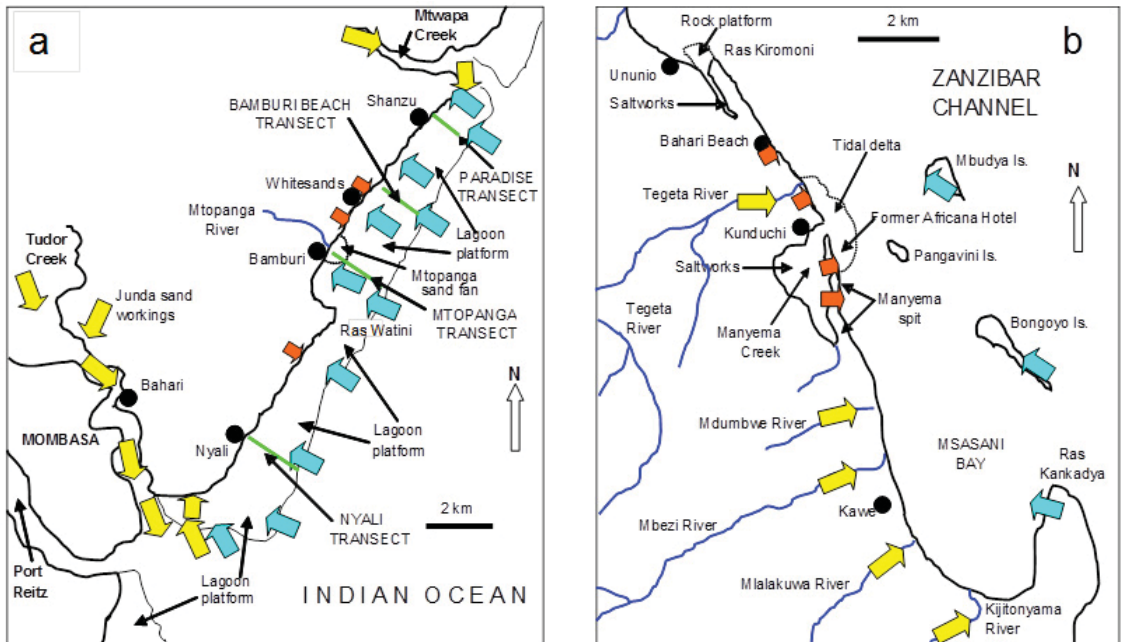 a
Mtwapa
Creek
Shanzu
BAMBURI BEACH
TRANSECT
PARADISE
TRANSECT
Whitesands
Mtopanga
River
Lagoon
platform
Tudor
Creek
Bamburi
Mtopanga
sand fan
Junda sand
workings
MTOPANGA
TRANSECT
Ras Watini
N
Bahari
MOMBASA
Nyali
Lagoon
platform
2 km
NYALI
TRANSECT
Port
Reitz
Lagoon
platform
INDIAN OCEAN
b
Rock platform
Ras Kiromoni
2 km
Ununio
Saltworks
ZANZIBAR
CHANNEL
Bahari Beach
Tidal delta
Mbudya Is.
N
Tegeta River
Former Africana Hotel
Kunduchi
Pangavini Is.
Saltworks
Manyema
spit
Tegeta
River
Manyema
Creek
Bongoyo Is.
Mdumbwe River
MSASANI
BAY
Ras
Kankadya
Kawe
Mbezi River
Mlalakuwa River
Kijitonyama
River